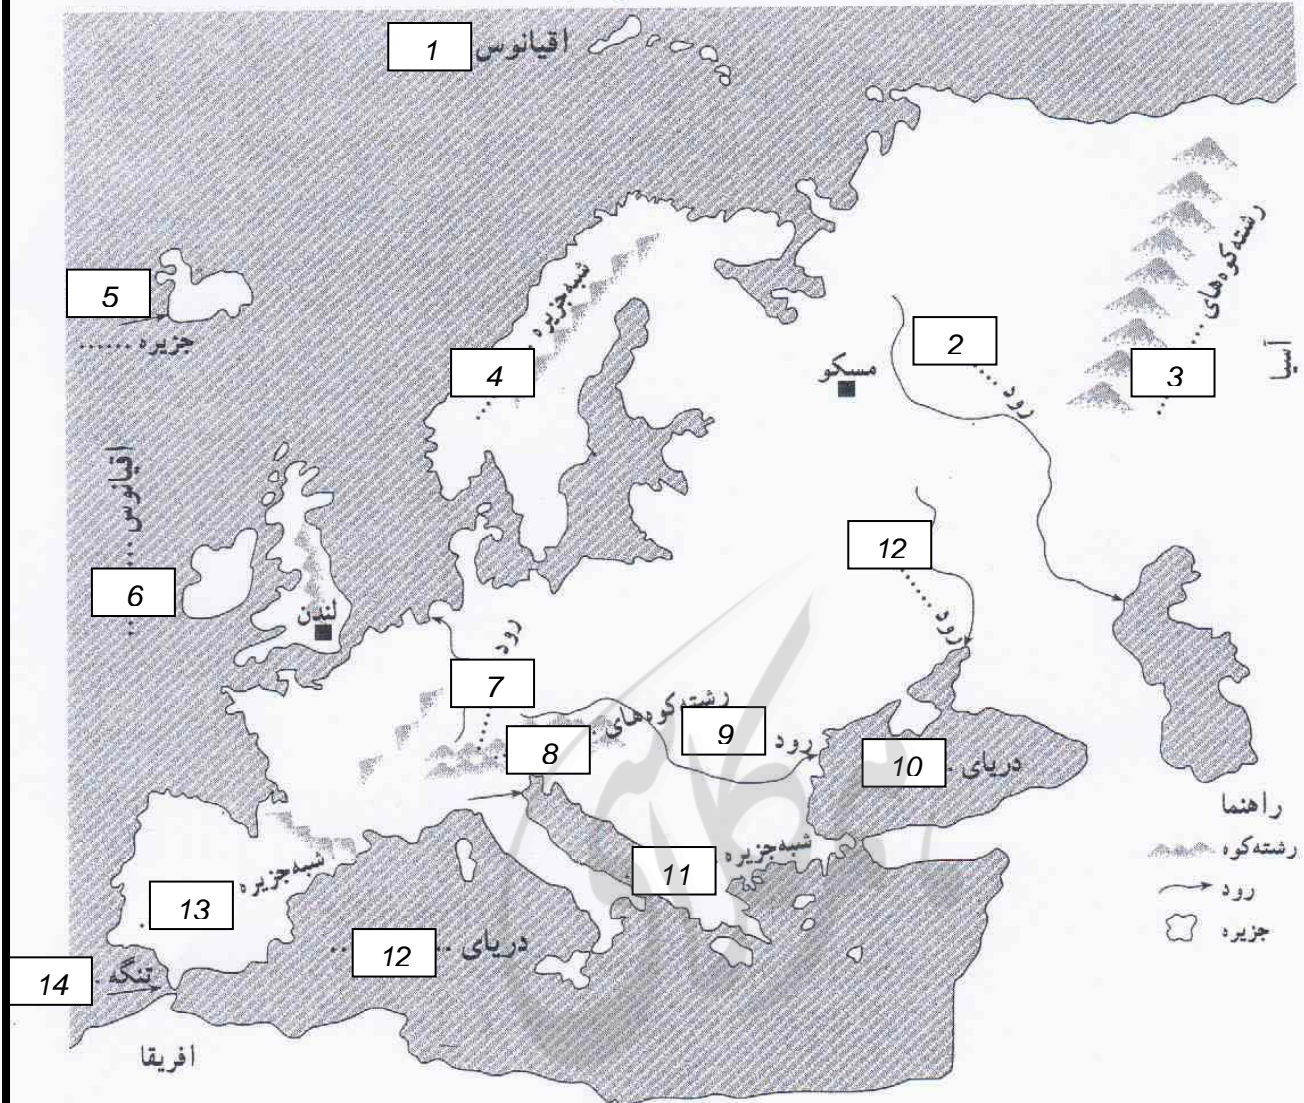 اقیانوس 1
5
جزیره ......
شبه جزیره
4
مسکو
2
رود .....
رشته‌کوه‌های ....
3
آسیا
اقیانوس
6
لندن
12
رود ......
رود
7
رشته‌کوه‌های
8
رود 9
دریای . 10
شبه جزیره
11
شبه جزیره
13
دریای ... 12 ..
تنگه . 14
افریقا
راهنما
رشته‌کوه
رود
جزیره